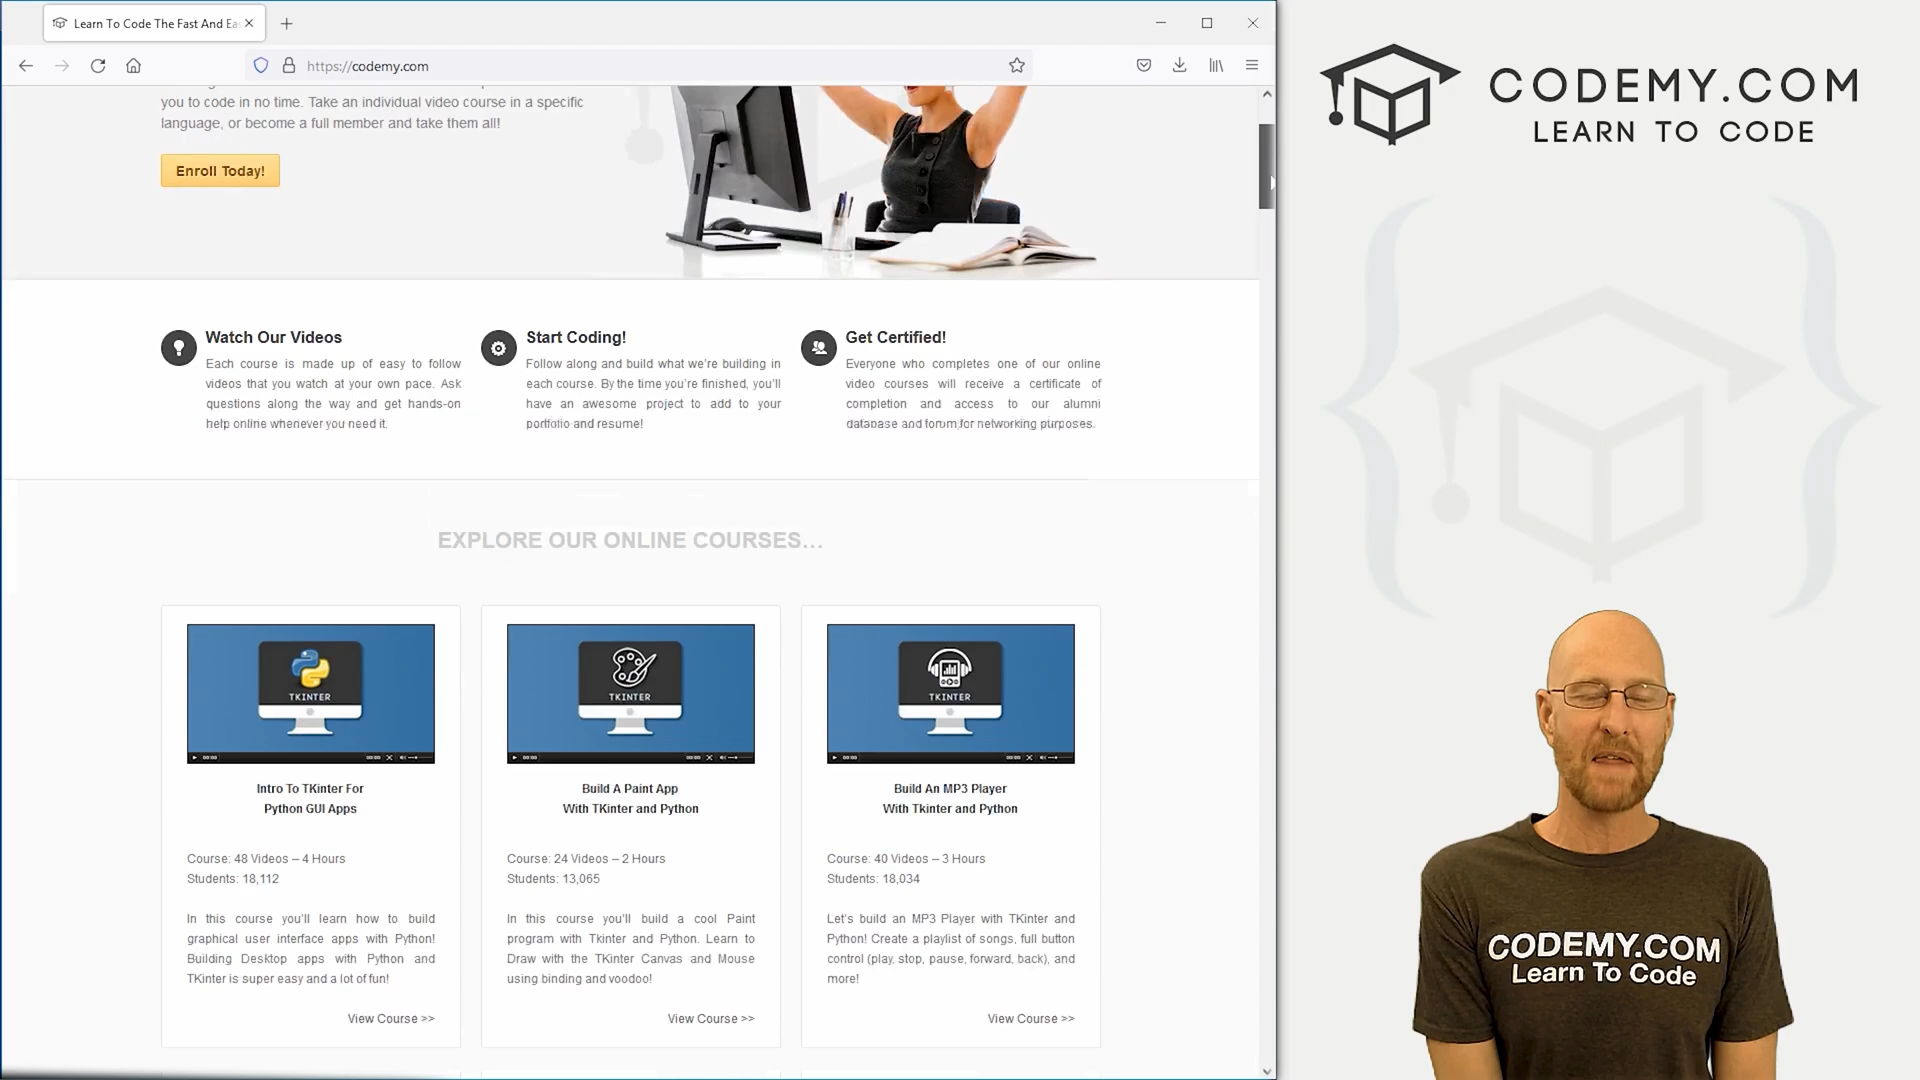 Learn To Code The Fast And Eas
https://codemy.com
CODEMY.COM
LEARN TO CODE
you to code in no time. Take an individual video course in a specific
language, or become a full member and take them all!
Enroll Today!
Watch Our Videos
Each course is made up of easy to follow
videos that you watch at your own pace. Ask
questions along the way and get hands-on
help online whenever you need it.
Start Coding!
Follow along and build what we're building in
each course. By the time you're finished, you'll
have an awesome project to add to your
portfolio and resume!
Get Certified!
Everyone who completes one of our online
video courses will receive a certificate of
completion and access to our alumni
database and forum for networking purposes.
EXPLORE OUR ONLINE COURSES...
TKINTER
Intro To TKinter For
Python GUI Apps
Course: 48 Videos – 4 Hours
Students: 18,112
In this course you'll learn how to build
graphical user interface apps with Python!
Building Desktop apps with Python and
TKinter is super easy and a lot of fun!
View Course >>
TKINTER
Build A Paint App
With TKinter and Python
Course: 24 Videos – 2 Hours
Students: 13,065
In this course you'll build a cool Paint
program with Tkinter and Python. Learn to
Draw with the TKinter Canvas and Mouse
using binding and voodoo!
View Course >>
TKINTER
Build An MP3 Player
With Tkinter and Python
Course: 40 Videos – 3 Hours
Students: 18,034
Let's build an MP3 Player with TKinter and
Python! Create a playlist of songs, full button
control (play, stop, pause, forward, back), and
more!
View Course >>
CODEMY.COM
Learn To Code